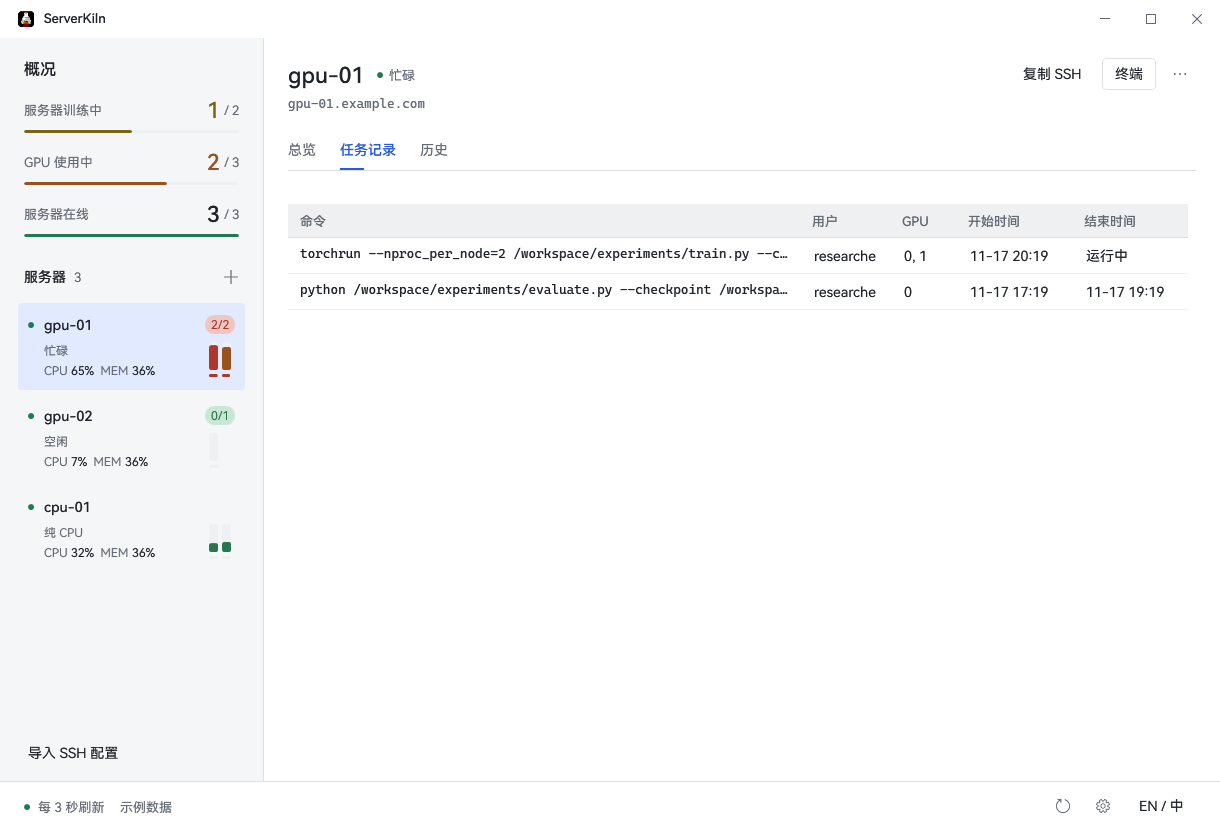 ServerKiln
概况
服务器训练中 1 / 2
GPU 使用中 2 / 3
服务器在线 3 / 3
服务器 3
gpu-01 2/2
忙碌
CPU 65% MEM 36%
gpu-02 0/1
空闲
CPU 7% MEM 36%
cpu-01
纯 CPU
CPU 32% MEM 36%
导入 SSH 配置
gpu-01 忙碌
gpu-01.example.com
复制 SSH 终端 ···
总览 任务记录 历史
命令 用户 GPU 开始时间 结束时间
torchrun --nproc_per_node=2 /workspace/experiments/train.py --c… researche 0, 1 11-17 20:19 运行中
python /workspace/experiments/evaluate.py --checkpoint /workspa… researche 0 11-17 17:19 11-17 19:19
每 3 秒刷新 示例数据
EN / 中